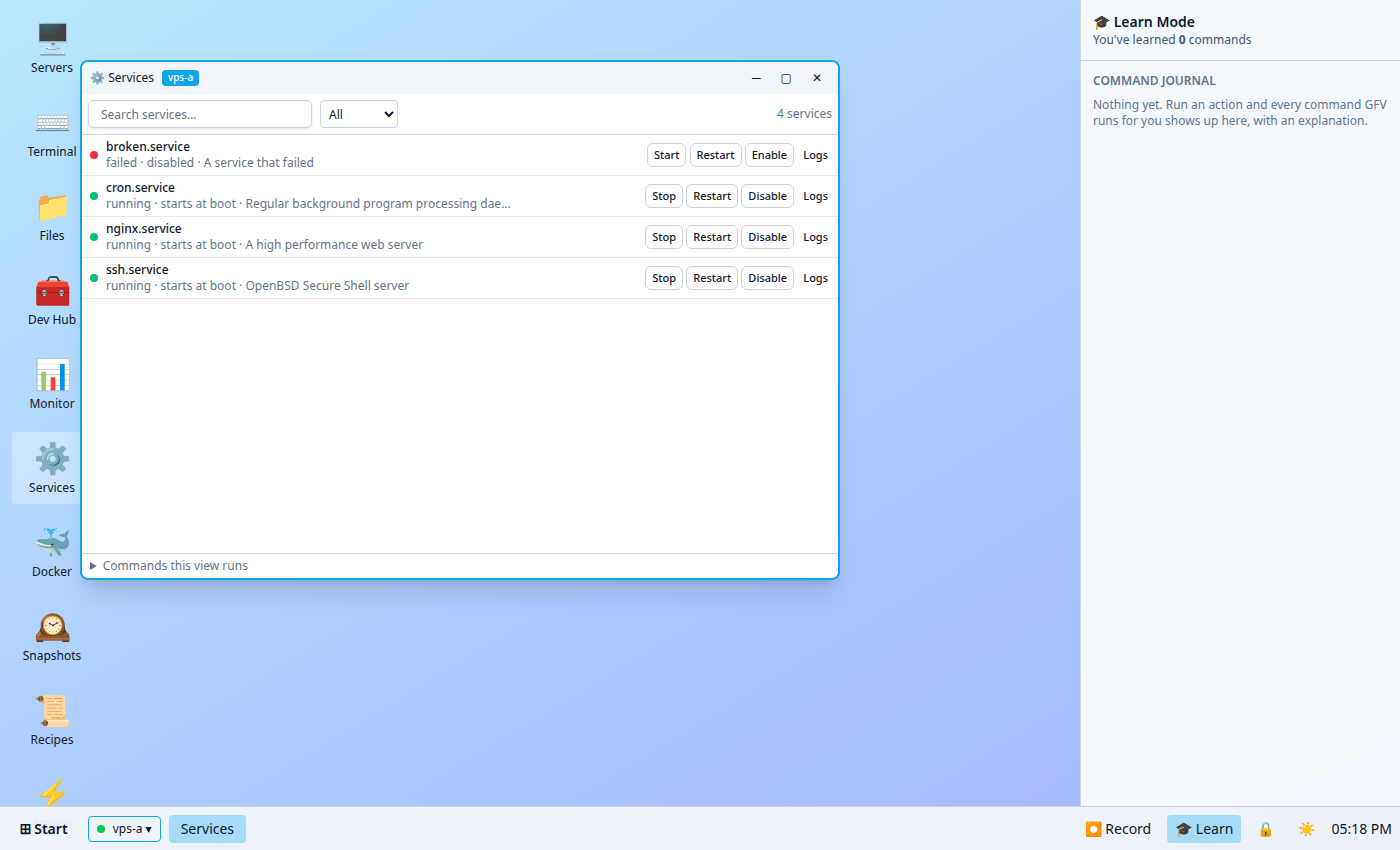 Servers
Terminal
Files
Dev Hub
Monitor
Services
Docker
Snapshots
Recipes
Services vps-a
Search services... All 4 services
broken.service
failed · disabled · A service that failed
Start Restart Enable Logs
cron.service
running · starts at boot · Regular background program processing dae...
Stop Restart Disable Logs
nginx.service
running · starts at boot · A high performance web server
Stop Restart Disable Logs
ssh.service
running · starts at boot · OpenBSD Secure Shell server
Stop Restart Disable Logs
Commands this view runs
Learn Mode
You've learned 0 commands
COMMAND JOURNAL
Nothing yet. Run an action and every command GFV
runs for you shows up here, with an explanation.
Start vps-a ▾ Services Record Learn 05:18 PM